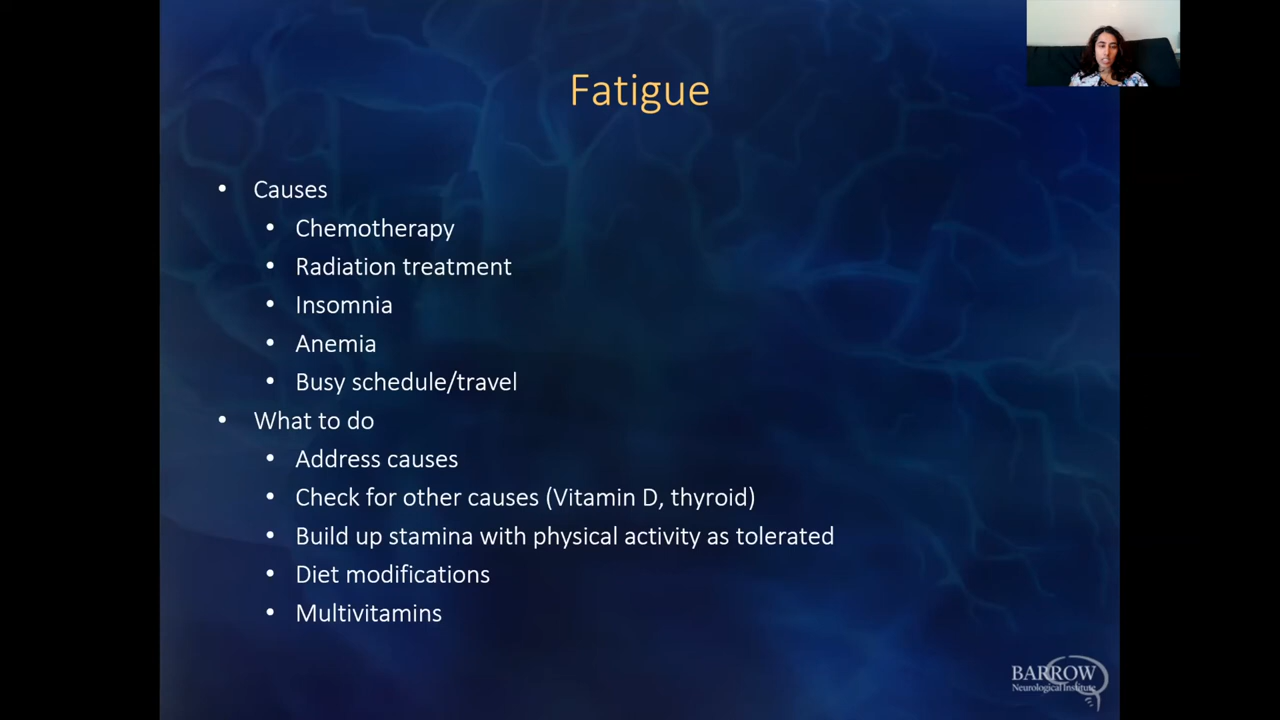 Fatigue
• Causes
• Chemotherapy
• Radiation treatment
• Insomnia
• Anemia
• Busy schedule/travel
• What to do
• Address causes
• Check for other causes (Vitamin D, thyroid)
• Build up stamina with physical activity as tolerated
• Diet modifications
• Multivitamins
BARROW
Neurological Institute